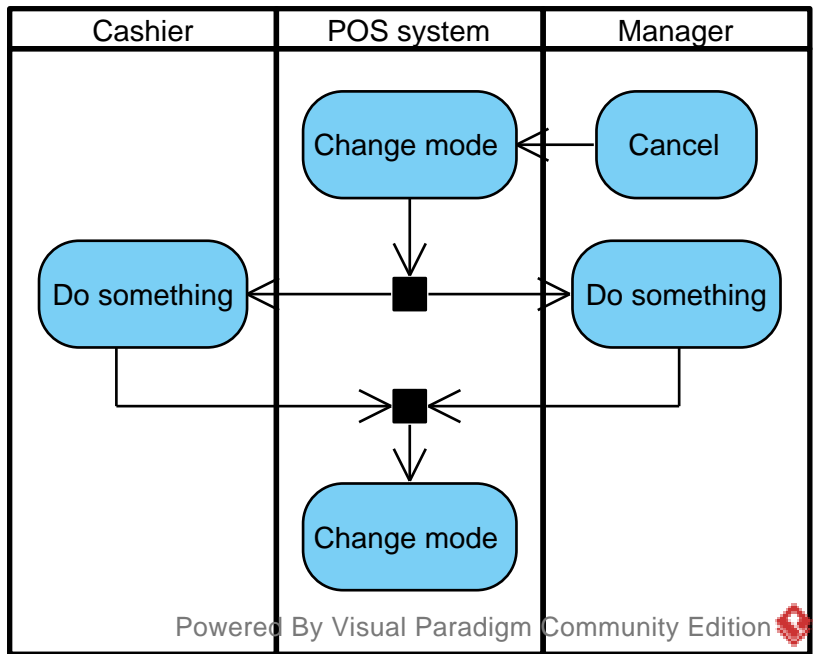 Cashier POS system Manager
Change mode Cancel
Do something Do something
Change mode
Powered By Visual Paradigm Community Edition